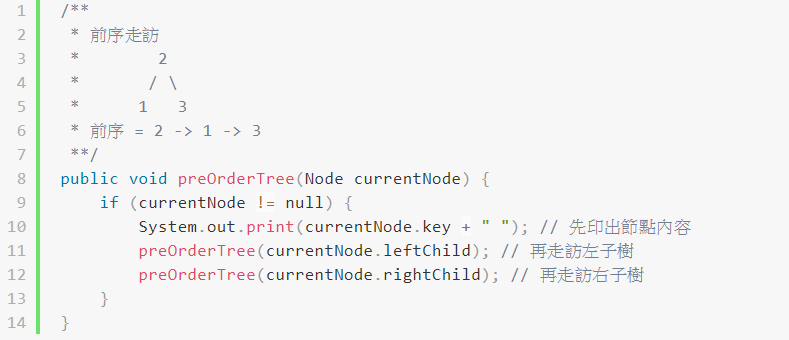 1 /**
2  * 前序走訪
3  *        2
4  *       / \
5  *      1   3
6  * 前序 = 2 -> 1 -> 3
7  **/
8 public void preOrderTree(Node currentNode) {
9     if (currentNode != null) {
10         System.out.print(currentNode.key + " "); // 先印出節點內容
11         preOrderTree(currentNode.leftChild); // 再走訪左子樹
12         preOrderTree(currentNode.rightChild); // 再走訪右子樹
13     }
14 }